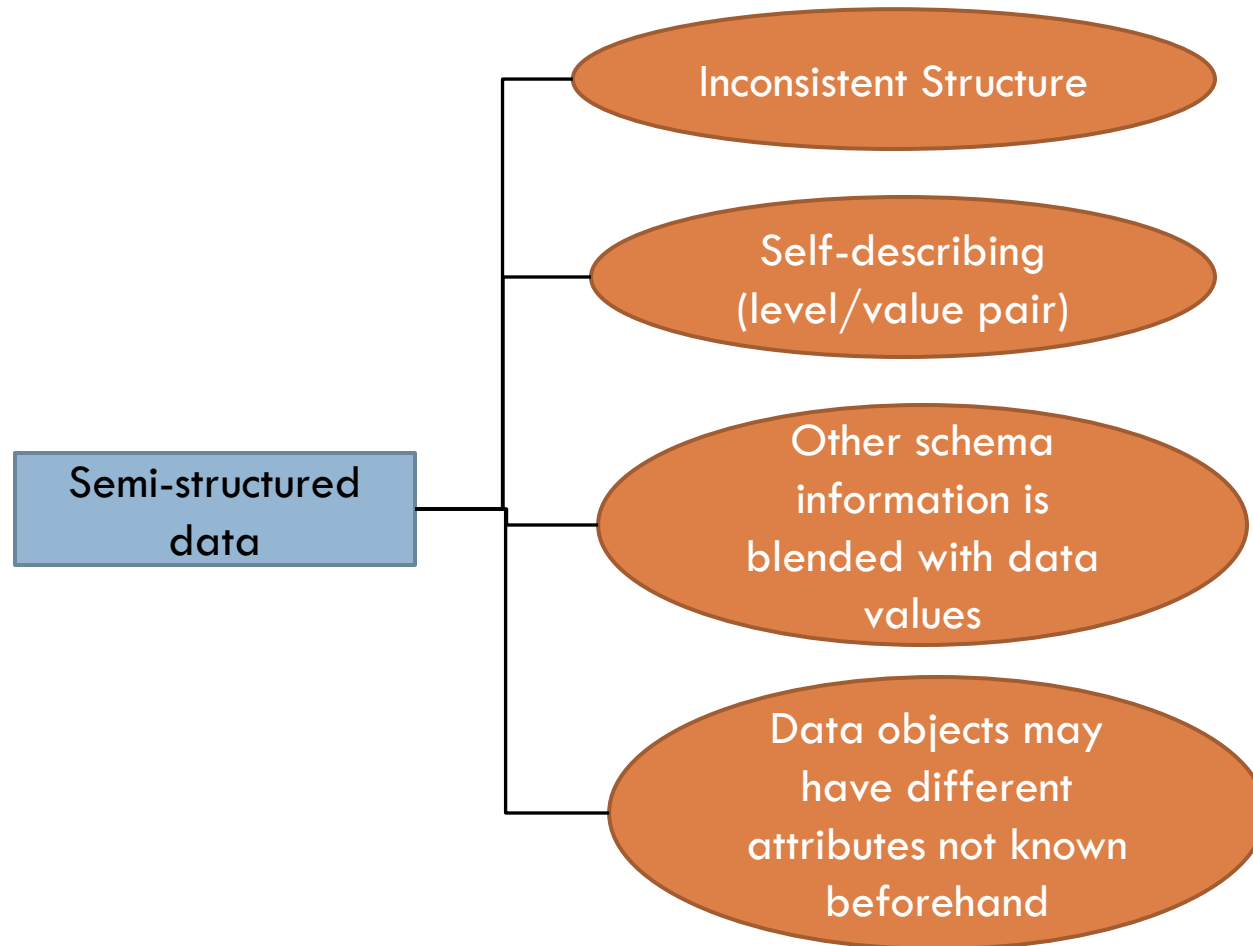 Inconsistent Structure
Self-describing
(level/value pair)
Other schema
information is
blended with data
values
Semi-structured
data
Data objects may
have different
attributes not known
beforehand